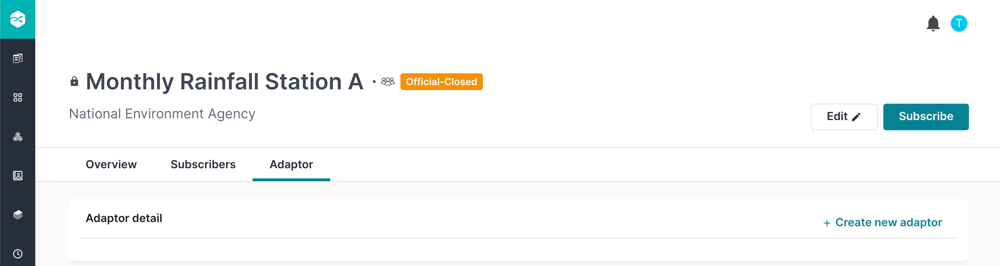 T
Monthly Rainfall Station A · Official-Closed
National Environment Agency
Edit Subscribe
Overview Subscribers Adaptor
Adaptor detail
+ Create new adaptor